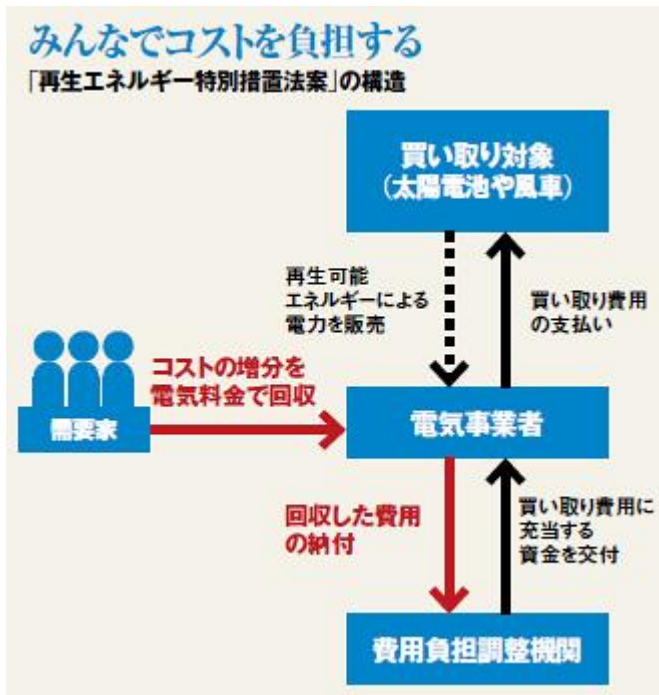 みんなでコストを負担する
「再生エネルギー特別措置法案」の構造
買い取り対象
(太陽電池や風車)
再生可能
エネルギーによる
電力を販売
買い取り費用
の支払い
コストの増分を
電気料金で回収
需要家
電気事業者
回収した費用
の納付
買い取り費用に
充当する
資金を交付
費用負担調整機関